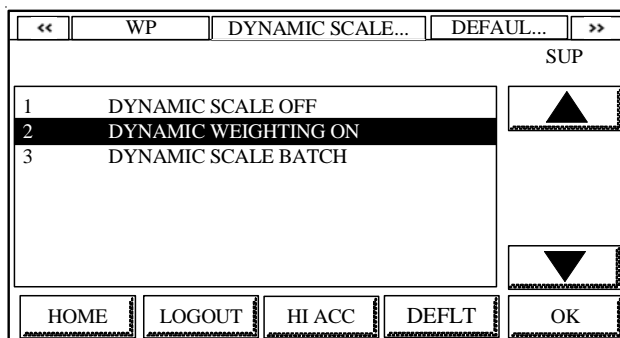 << WP DYNAMIC SCALE... DEFAUL... >>
SUP
1 DYNAMIC SCALE OFF
2 DYNAMIC WEIGHTING ON
3 DYNAMIC SCALE BATCH
HOME LOGOUT HI ACC DEFLT OK